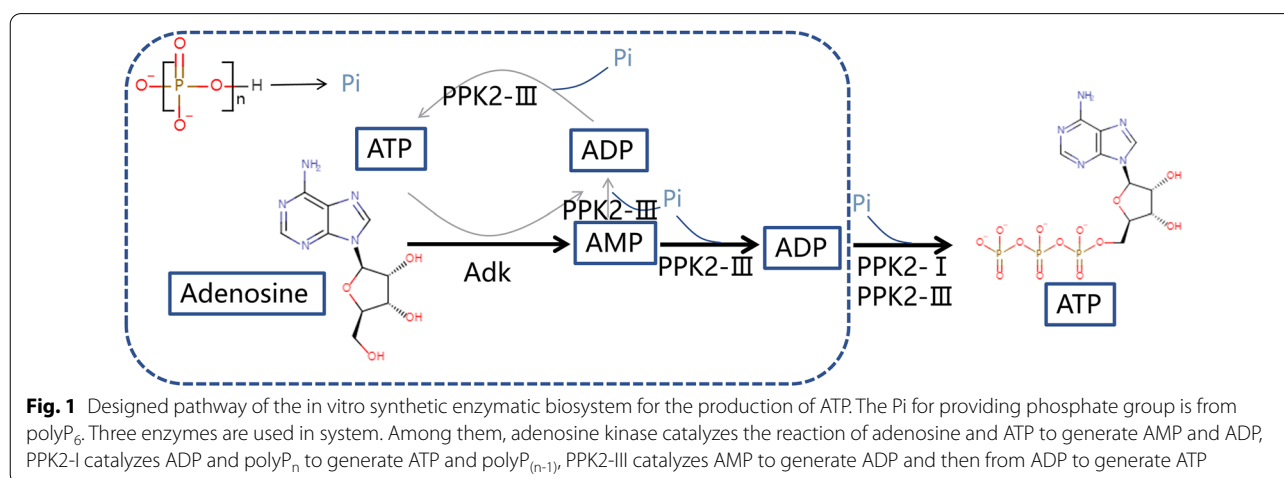 O
O⁻ P O H
n
O⁻
Pi
Pi
PPK2-Ⅲ
ATP
ADP
NH₂
N
N
N
N
O
OH
OH
OH
Adenosine
Adk
PPK2-Ⅲ
Pi
AMP
PPK2-Ⅲ
ADP
Pi
PPK2-Ⅰ
PPK2-Ⅲ
NH₂
N
N
N
N
O
OH
OH
O⁻ O⁻ O⁻
O⁻ P O P O P O
O O O
ATP
Fig. 1 Designed pathway of the in vitro synthetic enzymatic biosystem for the production of ATP. The Pi for providing phosphate group is from
polyP₆. Three enzymes are used in system. Among them, adenosine kinase catalyzes the reaction of adenosine and ATP to generate AMP and ADP,
PPK2-I catalyzes ADP and polyPₙ to generate ATP and polyP₍ₙ₋₁₎, PPK2-III catalyzes AMP to generate ADP and then from ADP to generate ATP